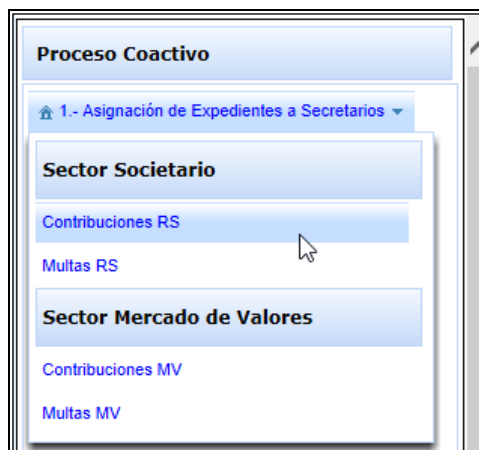 Proceso Coactivo
1.- Asignación de Expedientes a Secretarios
Sector Societario
Contribuciones RS
Multas RS
Sector Mercado de Valores
Contribuciones MV
Multas MV